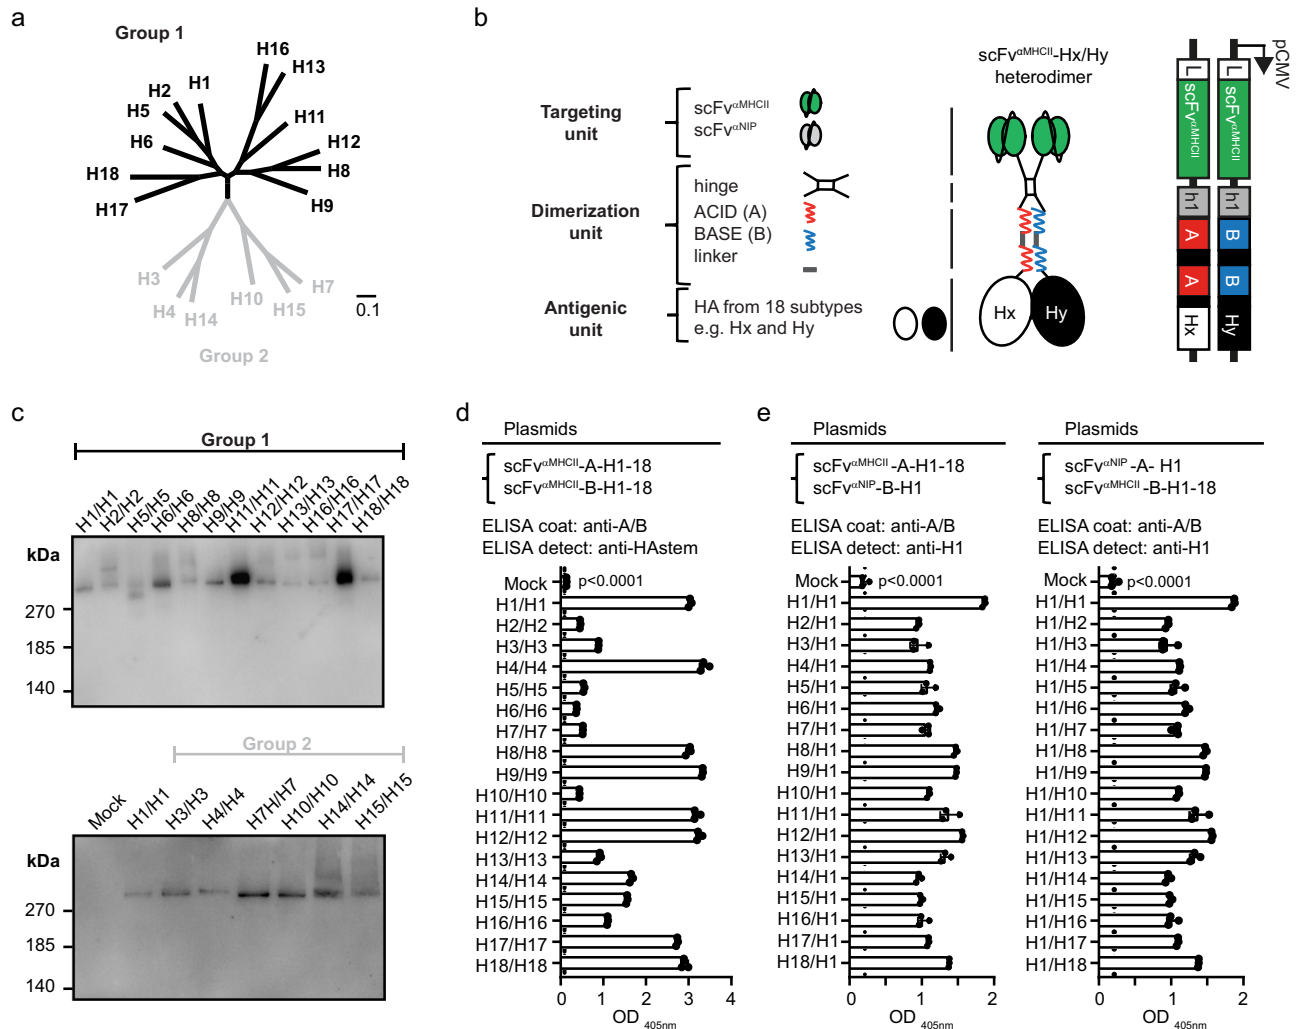 a
Group 1
H16
H13
H2
H1
H5
H11
H6
H12
H18
H8
H17
H9
H3
H7
H10
H4
H15
H14
0.1
Group 2
b
scFvαMHCII-Hx/Hy
heterodimer
Targeting
unit
scFvαMHCII
scFvαNIP
Dimerization
unit
hinge
ACID (A)
BASE (B)
linker
Antigenic
unit
HA from 18 subtypes
e.g. Hx and Hy
Hx
Hy
pCMV
L
scFvαMHCII
h1
A
A
Hx
L
scFvαMHCII
h1
B
B
Hy
c
Group 1
H1/H1
H2/H2
H5/H5
H6/H6
H8/H8
H9/H9
H11/H11
H12/H12
H13/H13
H16/H16
H17/H17
H18/H18
kDa
270
185
140
Group 2
Mock
H1/H1
H3/H3
H4/H4
H7H/H7
H10/H10
H14/H14
H15/H15
kDa
270
185
140
d
Plasmids
scFvαMHCII-A-H1-18
scFvαMHCII-B-H1-18
ELISA coat: anti-A/B
ELISA detect: anti-HAstem
Mock
p<0.0001
H1/H1
H2/H2
H3/H3
H4/H4
H5/H5
H6/H6
H7/H7
H8/H8
H9/H9
H10/H10
H11/H11
H12/H12
H13/H13
H14/H14
H15/H15
H16/H16
H17/H17
H18/H18
0 1 2 3 4
OD 405nm
e
Plasmids
scFvαMHCII-A-H1-18
scFvαNIP-B-H1
ELISA coat: anti-A/B
ELISA detect: anti-H1
Mock
p<0.0001
H1/H1
H2/H1
H3/H1
H4/H1
H5/H1
H6/H1
H7/H1
H8/H1
H9/H1
H10/H1
H11/H1
H12/H1
H13/H1
H14/H1
H15/H1
H16/H1
H17/H1
H18/H1
0 1 2
OD 405nm
Plasmids
scFvαNIP -A- H1
scFvαMHCII-B-H1-18
ELISA coat: anti-A/B
ELISA detect: anti-H1
Mock
p<0.0001
H1/H1
H1/H2
H1/H3
H1/H4
H1/H5
H1/H6
H1/H7
H1/H8
H1/H9
H1/H10
H1/H11
H1/H12
H1/H13
H1/H14
H1/H15
H1/H16
H1/H17
H1/H18
0 1 2
OD 405nm